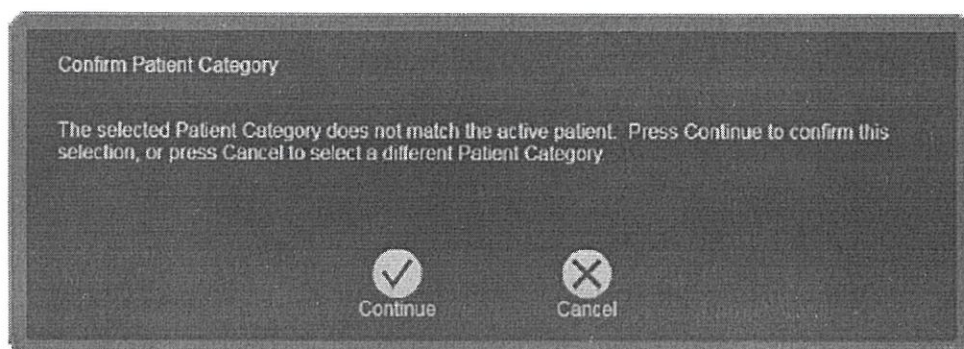 Confirm Patient Category
The selected Patient Category does not match the active patient. Press Continue to confirm this
selection, or press Cancel to select a different Patient Category
Continue
Cancel